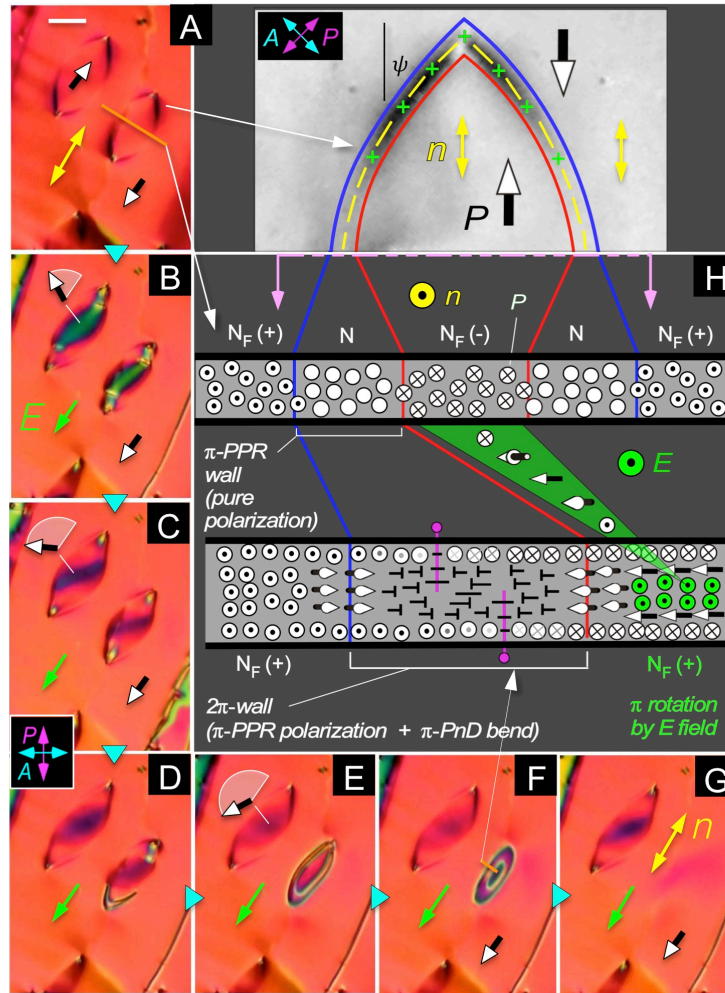 A
A P
ψ
n
P
B
E
H
n
P
N_F (+) N N_F (-) N N_F (+)
π-PPR
wall
(pure
polarization)
E
C
N_F (+)
N_F (+)
2π-wall
(π-PPR polarization + π-PnD bend)
π rotation
by E field
P
A
D
E
F
G
n